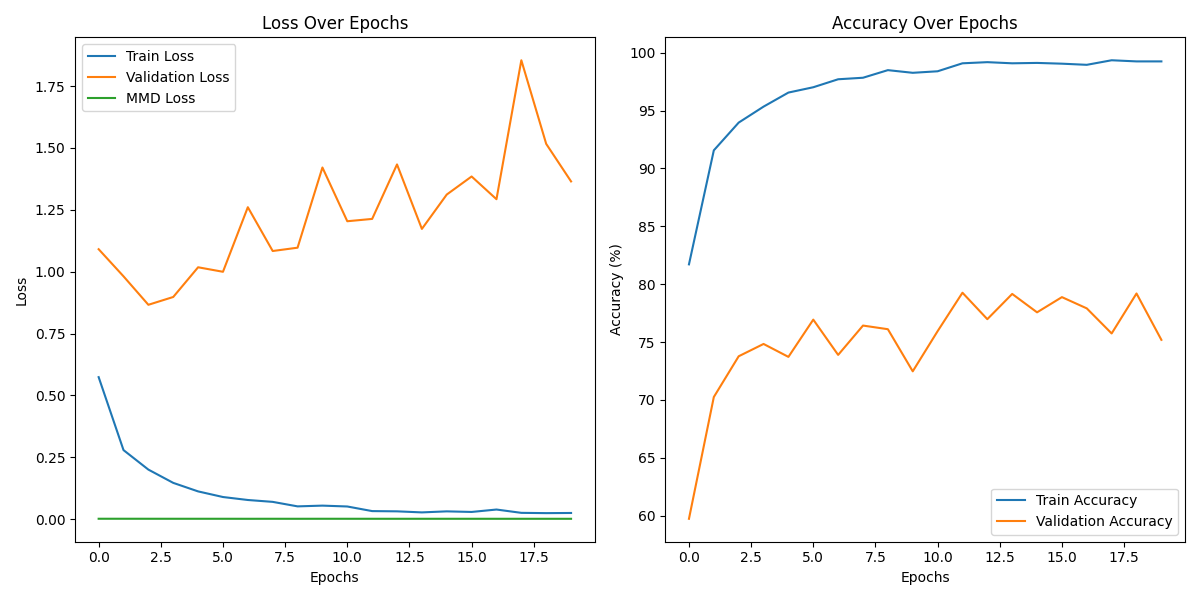 Loss Over Epochs
Train Loss
Validation Loss
MMD Loss
1.75
1.50
1.25
1.00
0.75
0.50
0.25
0.00
Loss
0.0 2.5 5.0 7.5 10.0 12.5 15.0 17.5
Epochs
Accuracy Over Epochs
100
95
90
85
80
75
70
65
60
Accuracy (%)
Train Accuracy
Validation Accuracy
0.0 2.5 5.0 7.5 10.0 12.5 15.0 17.5
Epochs